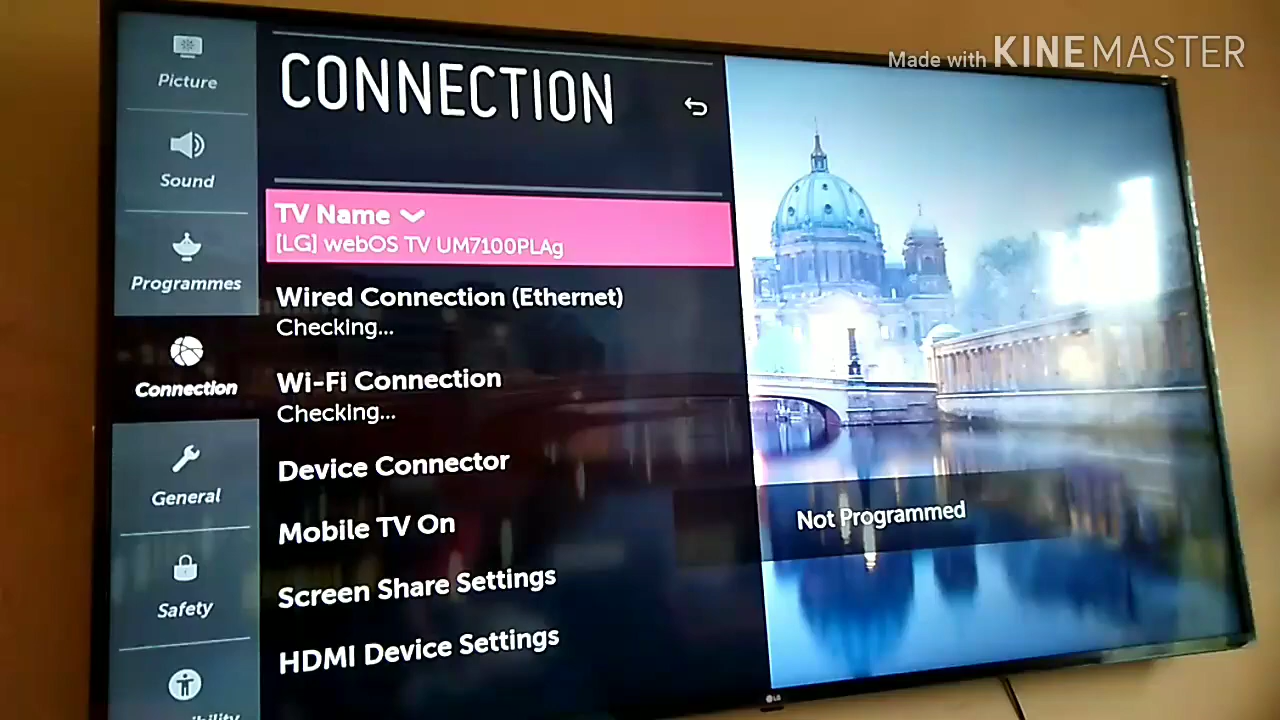 Made with KINEMASTER
Picture
Sound
Programmes
Connection
General
Safety
CONNECTION
TV Name
[LG] webOS TV UM7100PLAg
Wired Connection (Ethernet)
Checking...
Wi-Fi Connection
Checking...
Device Connector
Mobile TV On
Screen Share Settings
HDMI Device Settings
Not Programmed
LG